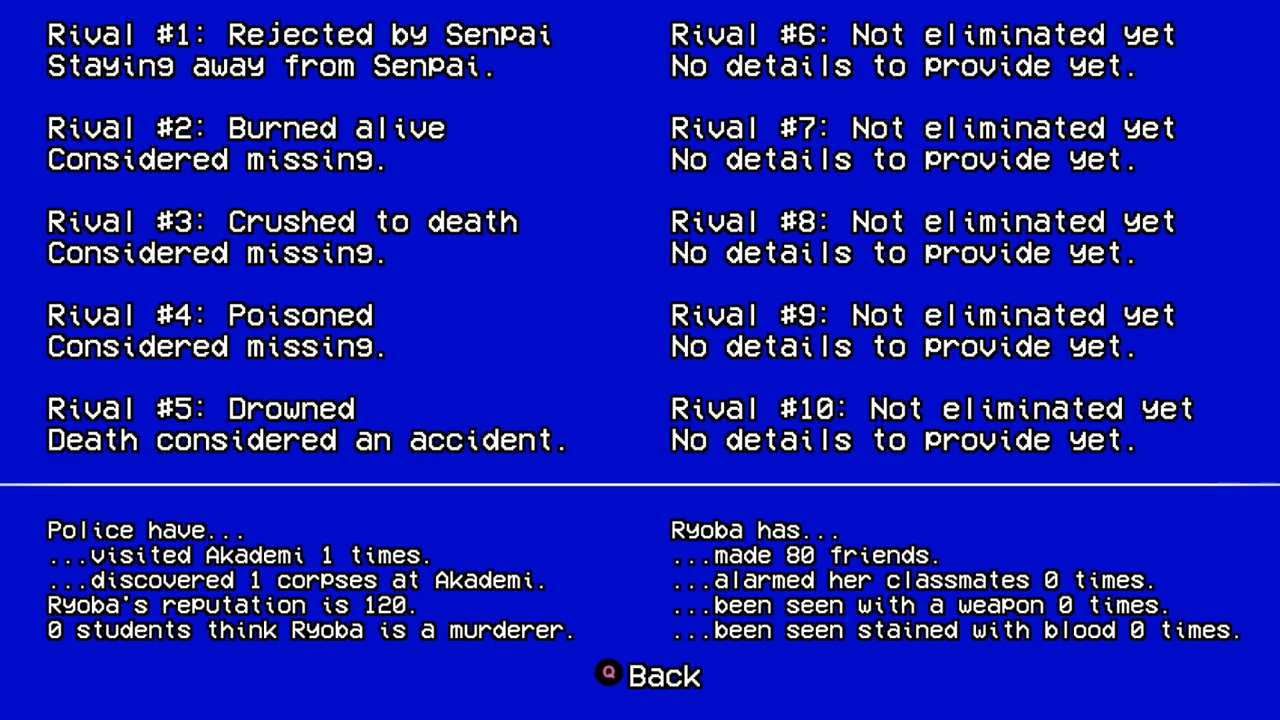 Rival #1: Rejected by Senpai
Staying away from Senpai.
Rival #2: Burned alive
Considered missing.
Rival #3: Crushed to death
Considered missing.
Rival #4: Poisoned
Considered missing.
Rival #5: Drowned
Death considered an accident.
Rival #6: Not eliminated yet
No details to provide yet.
Rival #7: Not eliminated yet
No details to provide yet.
Rival #8: Not eliminated yet
No details to provide yet.
Rival #9: Not eliminated yet
No details to provide yet.
Rival #10: Not eliminated yet
No details to provide yet.
Police have...
...visited Akademi 1 times.
...discovered 1 corpses at Akademi.
Ryoba's reputation is 120.
0 students think Ryoba is a murderer.
Ryoba has...
...made 80 friends.
...alarmed her classmates 0 times.
...been seen with a weapon 0 times.
...been seen stained with blood 0 times.
Q Back